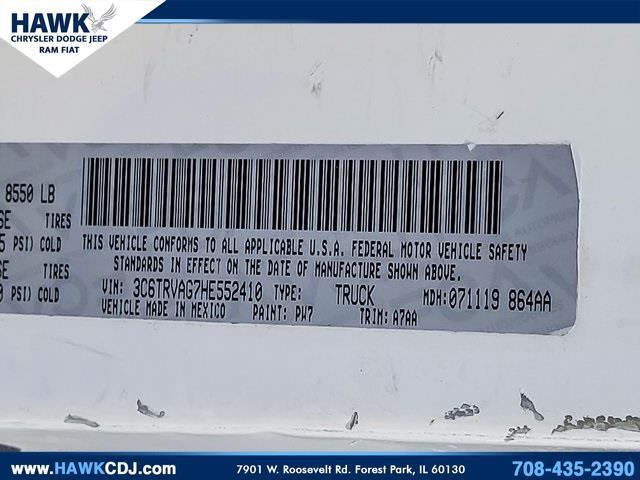 HAWK
CHRYSLER DODGE JEEP
RAM FIAT
8550 LB
TIRES
PSI) COLD
TIRES
PSI) COLD
THIS VEHICLE CONFORMS TO ALL APPLICABLE U.S.A. FEDERAL MOTOR VEHICLE SAFETY
STANDARDS IN EFFECT ON THE DATE OF MANUFACTURE SHOWN ABOVE.
VIN: 3C6TRVAG7HE552410 TYPE: TRUCK MDH:071119 864AA
VEHICLE MADE IN MEXICO PAINT: PW7 TRIM: A7AA
www.HAWKCDJ.com
7901 W. Roosevelt Rd. Forest Park, IL 60130
708-435-2390